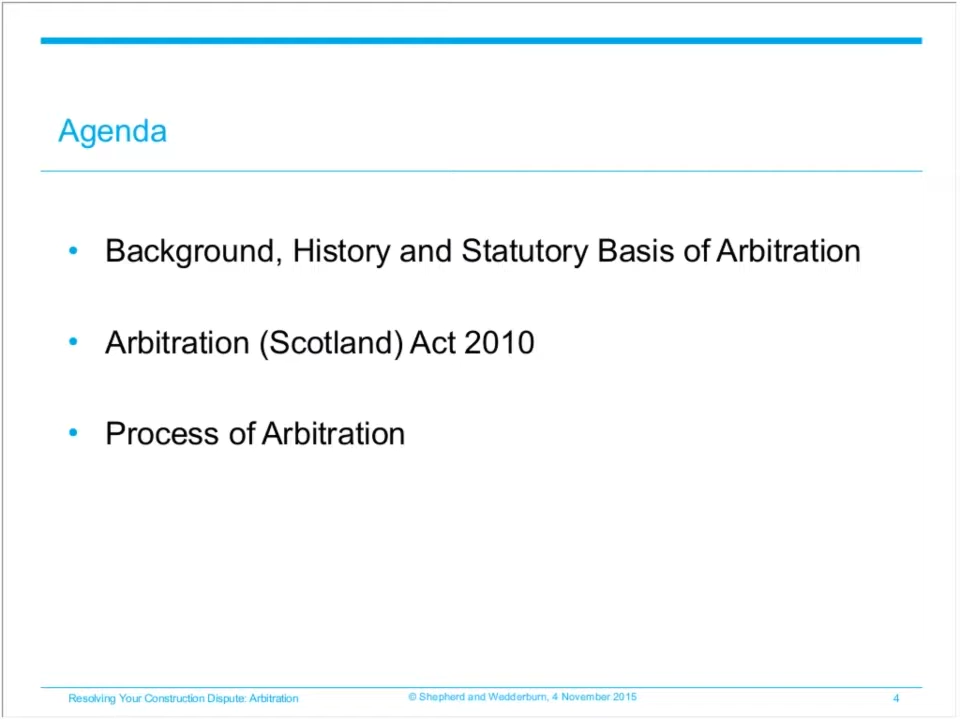 Agenda
• Background, History and Statutory Basis of Arbitration
• Arbitration (Scotland) Act 2010
• Process of Arbitration
Resolving Your Construction Dispute: Arbitration
© Shepherd and Wedderburn, 4 November 2015
4